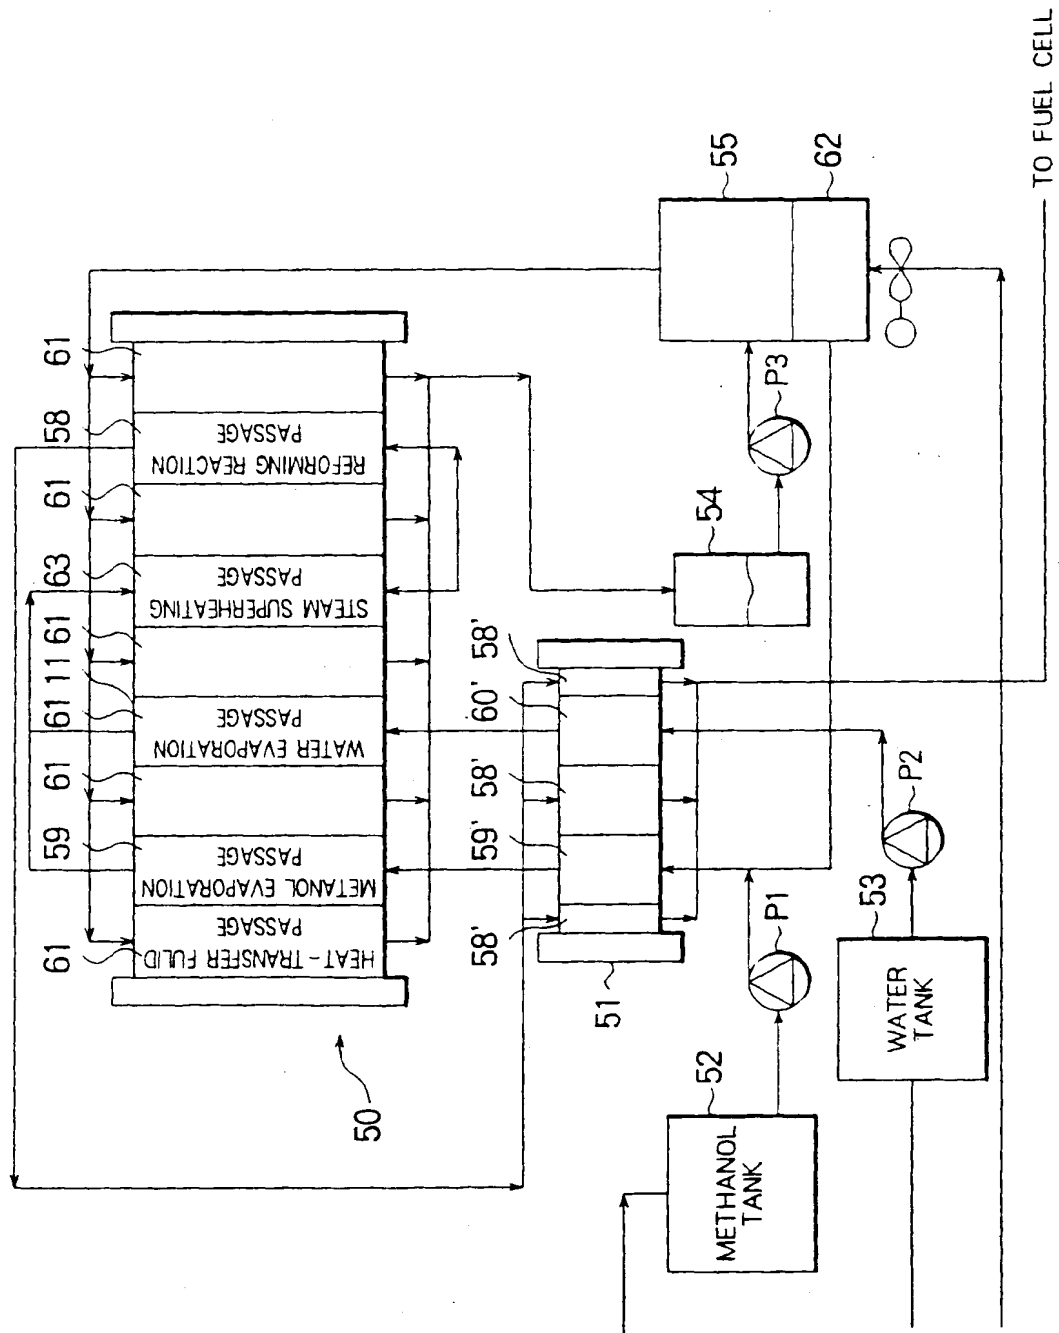 61
59
61
61
11
61
63
61
58
61
HEAT-TRANSFER FULID
PASSAGE
METANOL EVAPORATION
PASSAGE
WATER EVAPORATION
PASSAGE
STEAM SUPERHEATING
PASSAGE
REFORMING REACTION
PASSAGE
50
58'
59'
58'
60'
58'
51
54
55
52
P1
P3
62
METHANOL
TANK
53
P2
WATER
TANK
TO FUEL CELL